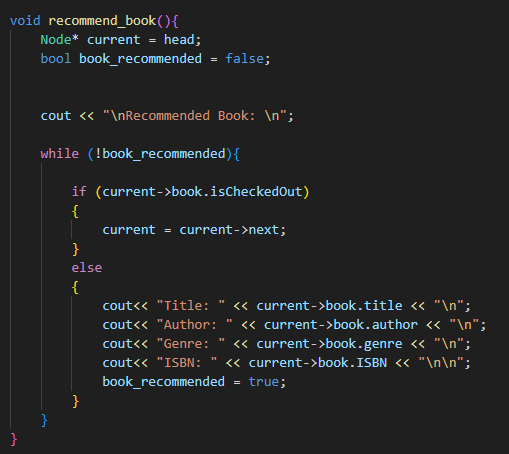 void recommend_book(){
    Node* current = head;
    bool book_recommended = false;


    cout << "\nRecommended Book: \n";

    while (!book_recommended){

        if (current->book.isCheckedOut)
        {
            current = current->next;
        }
        else
        {
            cout<< "Title: " << current->book.title << "\n";
            cout<< "Author: " << current->book.author << "\n";
            cout<< "Genre: " << current->book.genre << "\n";
            cout<< "ISBN: " << current->book.ISBN << "\n\n";
            book_recommended = true;
        }
    }
}